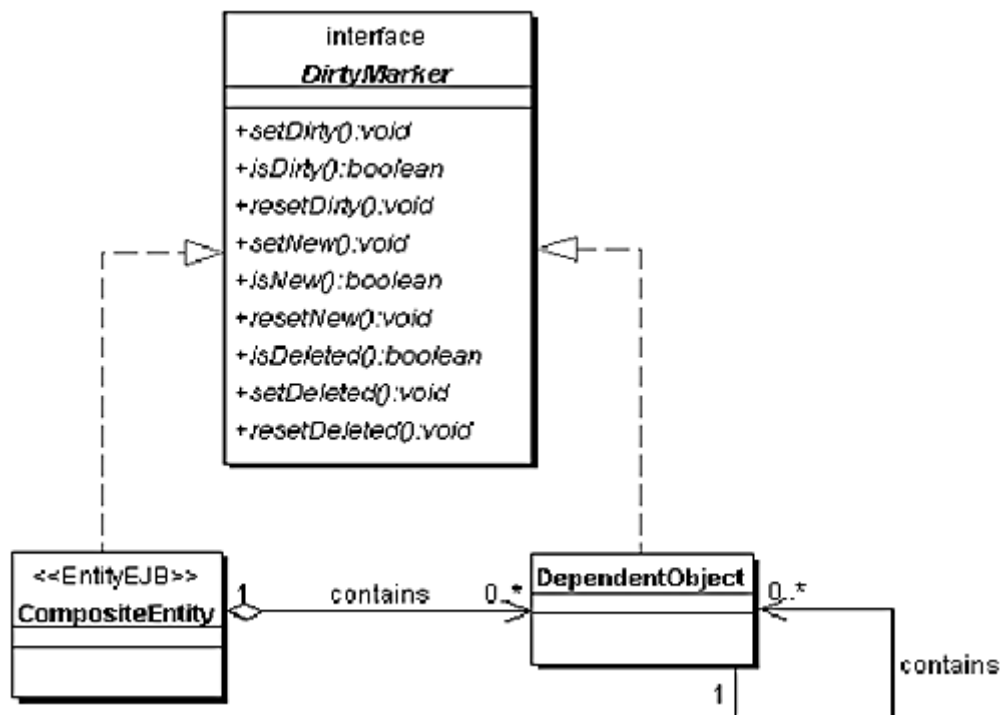 interface
DirtyMarker
+setDirty():void
+isDirty():boolean
+resetDirty():void
+setNew():void
+isNew():boolean
+resetNew():void
+isDeleted():boolean
+setDeleted():void
+resetDeleted():void
<<EntityEJB>>
CompositeEntity
1
contains
0..*
DependentObject
0..*
contains
1